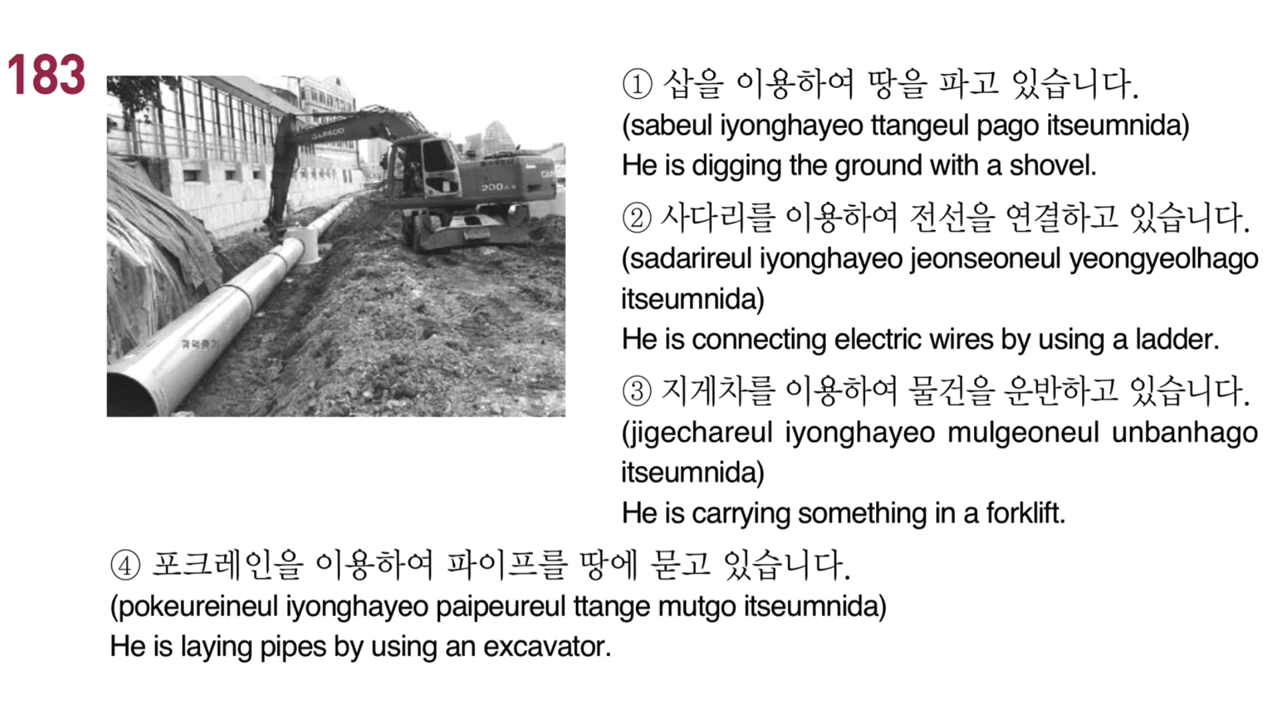 183
① 삽을 이용하여 땅을 파고 있습니다.
(sabeul iyonghayeo ttangeul pago itseumnida)
He is digging the ground with a shovel.
② 사다리를 이용하여 전선을 연결하고 있습니다.
(sadarireul iyonghayeo jeonseoneul yeongyeolhago
itseumnida)
He is connecting electric wires by using a ladder.
③ 지게차를 이용하여 물건을 운반하고 있습니다.
(jigechareul iyonghayeo mulgeoneul unbanhago
itseumnida)
He is carrying something in a forklift.
④ 포크레인을 이용하여 파이프를 땅에 묻고 있습니다.
(pokeureineul iyonghayeo paipeureul ttange mutgo itseumnida)
He is laying pipes by using an excavator.
200